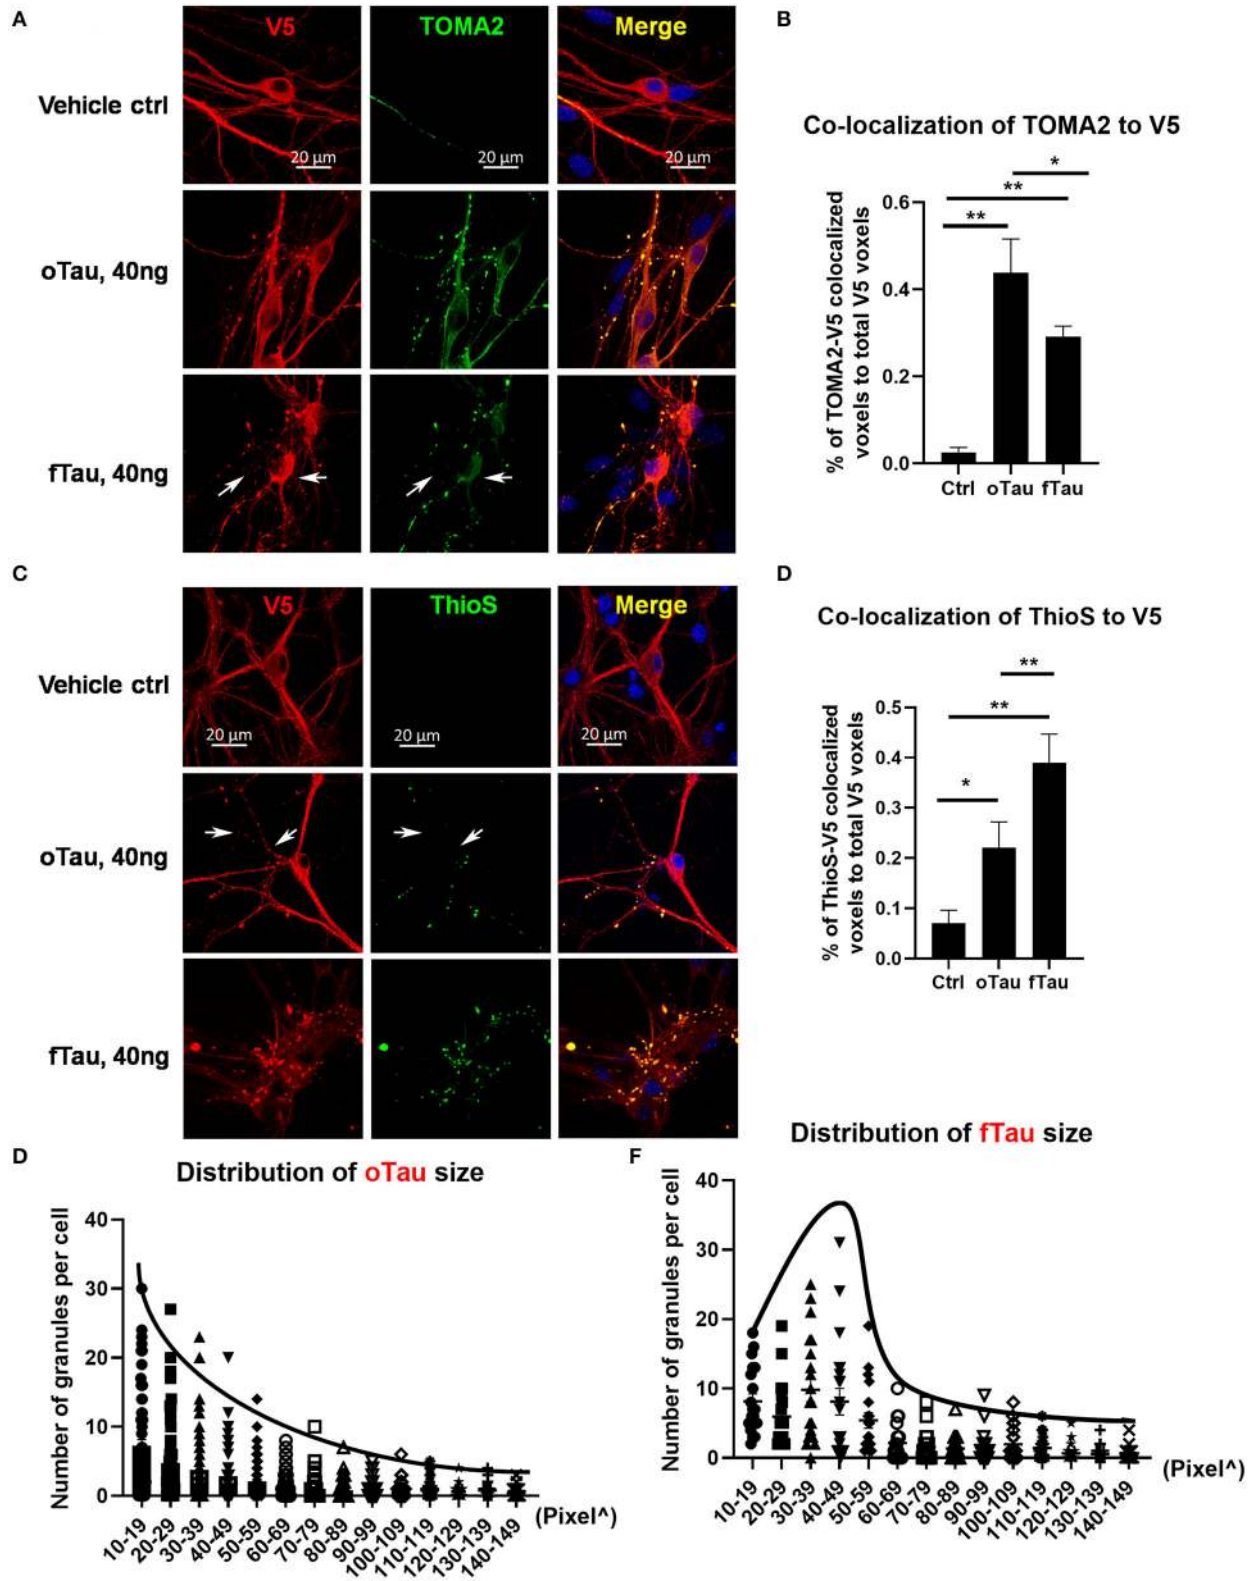 A
V5 TOMA2 Merge
Vehicle ctrl
20 µm 20 µm 20 µm
oTau, 40ng
fTau, 40ng
B
Co-localization of TOMA2 to V5
*
**
**
% of TOMA2-V5 colocalized
voxels to total V5 voxels
0.6
0.4
0.2
0.0
Ctrl oTau fTau
C
V5 ThioS Merge
Vehicle ctrl
20 µm 20 µm 20 µm
oTau, 40ng
fTau, 40ng
D
Co-localization of ThioS to V5
**
**
*
% of ThioS-V5 colocalized
voxels to total V5 voxels
0.5
0.4
0.3
0.2
0.1
0.0
Ctrl oTau fTau
D
Distribution of oTau size
Number of granules per cell
40
30
20
10
0
10-19 20-29 30-39 40-49 50-59 60-69 70-79 80-89 90-99 100-109 110-119 120-129 130-139 140-149
(Pixel^)
F
Distribution of fTau size
Number of granules per cell
40
30
20
10
0
10-19 20-29 30-39 40-49 50-59 60-69 70-79 80-89 90-99 100-109 110-119 120-129 130-139 140-149
(Pixel^)